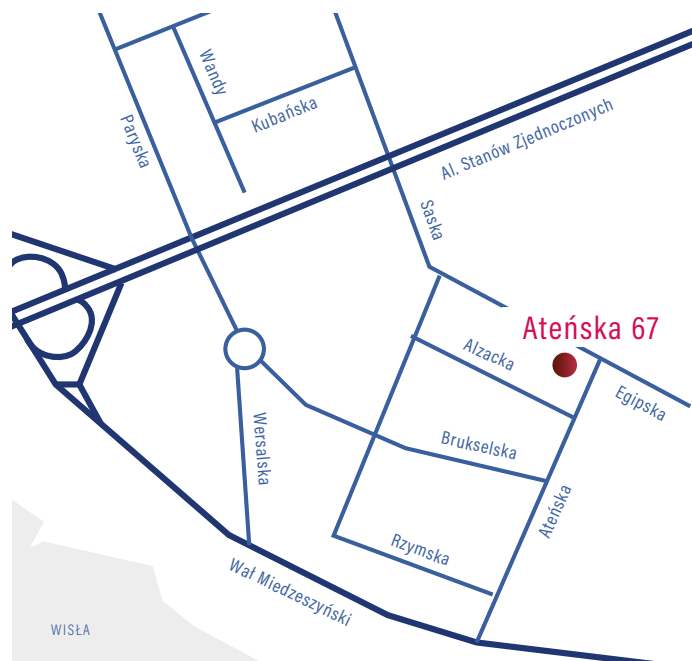 Wandy
Paryska
Kubańska
Al. Stanów Zjednoczonych
Saska
Ateńska 67
Alzacka
Egipska
Wersalska
Brukselska
Ateńska
Rzymska
Wał Miedzeszyński
WISŁA